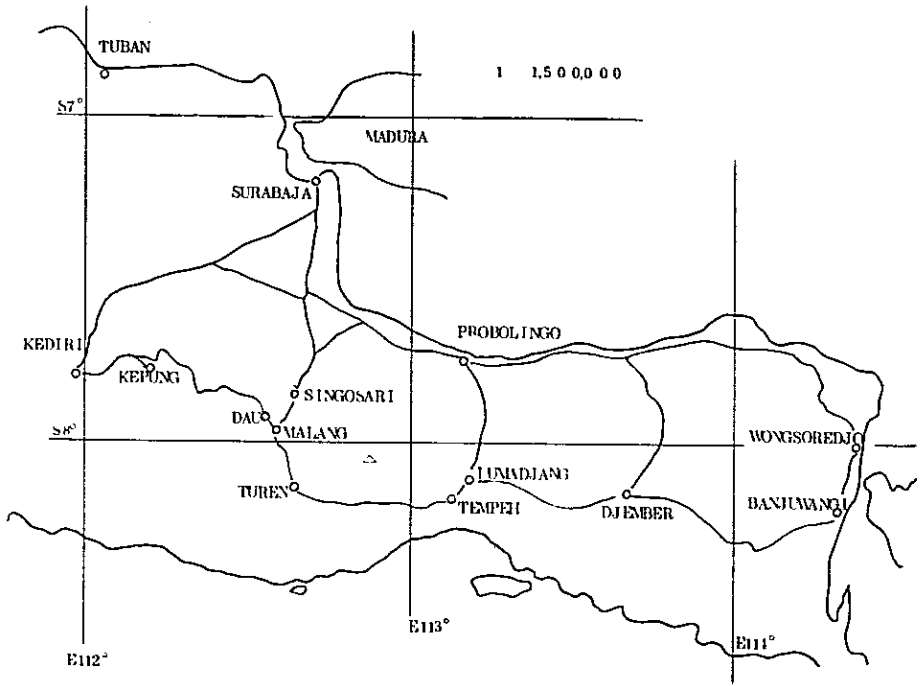 TUBAN
1 1,500,000
S7°
MADURA
SURABAJA
PROBOLINGO
KEDIRI
KEPUNG
SINGOSARI
DAU
MALANG
S8°
WONGSOREDJO
LUMADJANG
TUREN
TEMPEH
DJEMBER
BANJUWANGI
E113°
E114°
E112°